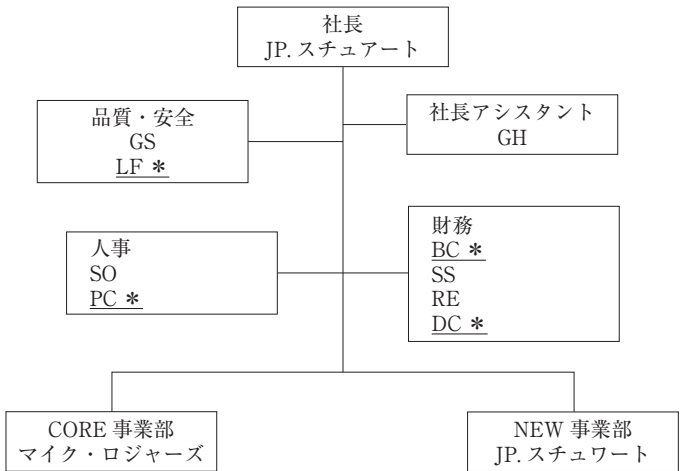 社長
JP. スチュアート
品質・安全
GS
LF *
社長アシスタント
GH
人事
SO
PC *
財務
BC *
SS
RE
DC *
CORE 事業部
マイク・ロジャーズ
NEW 事業部
JP. スチュワート